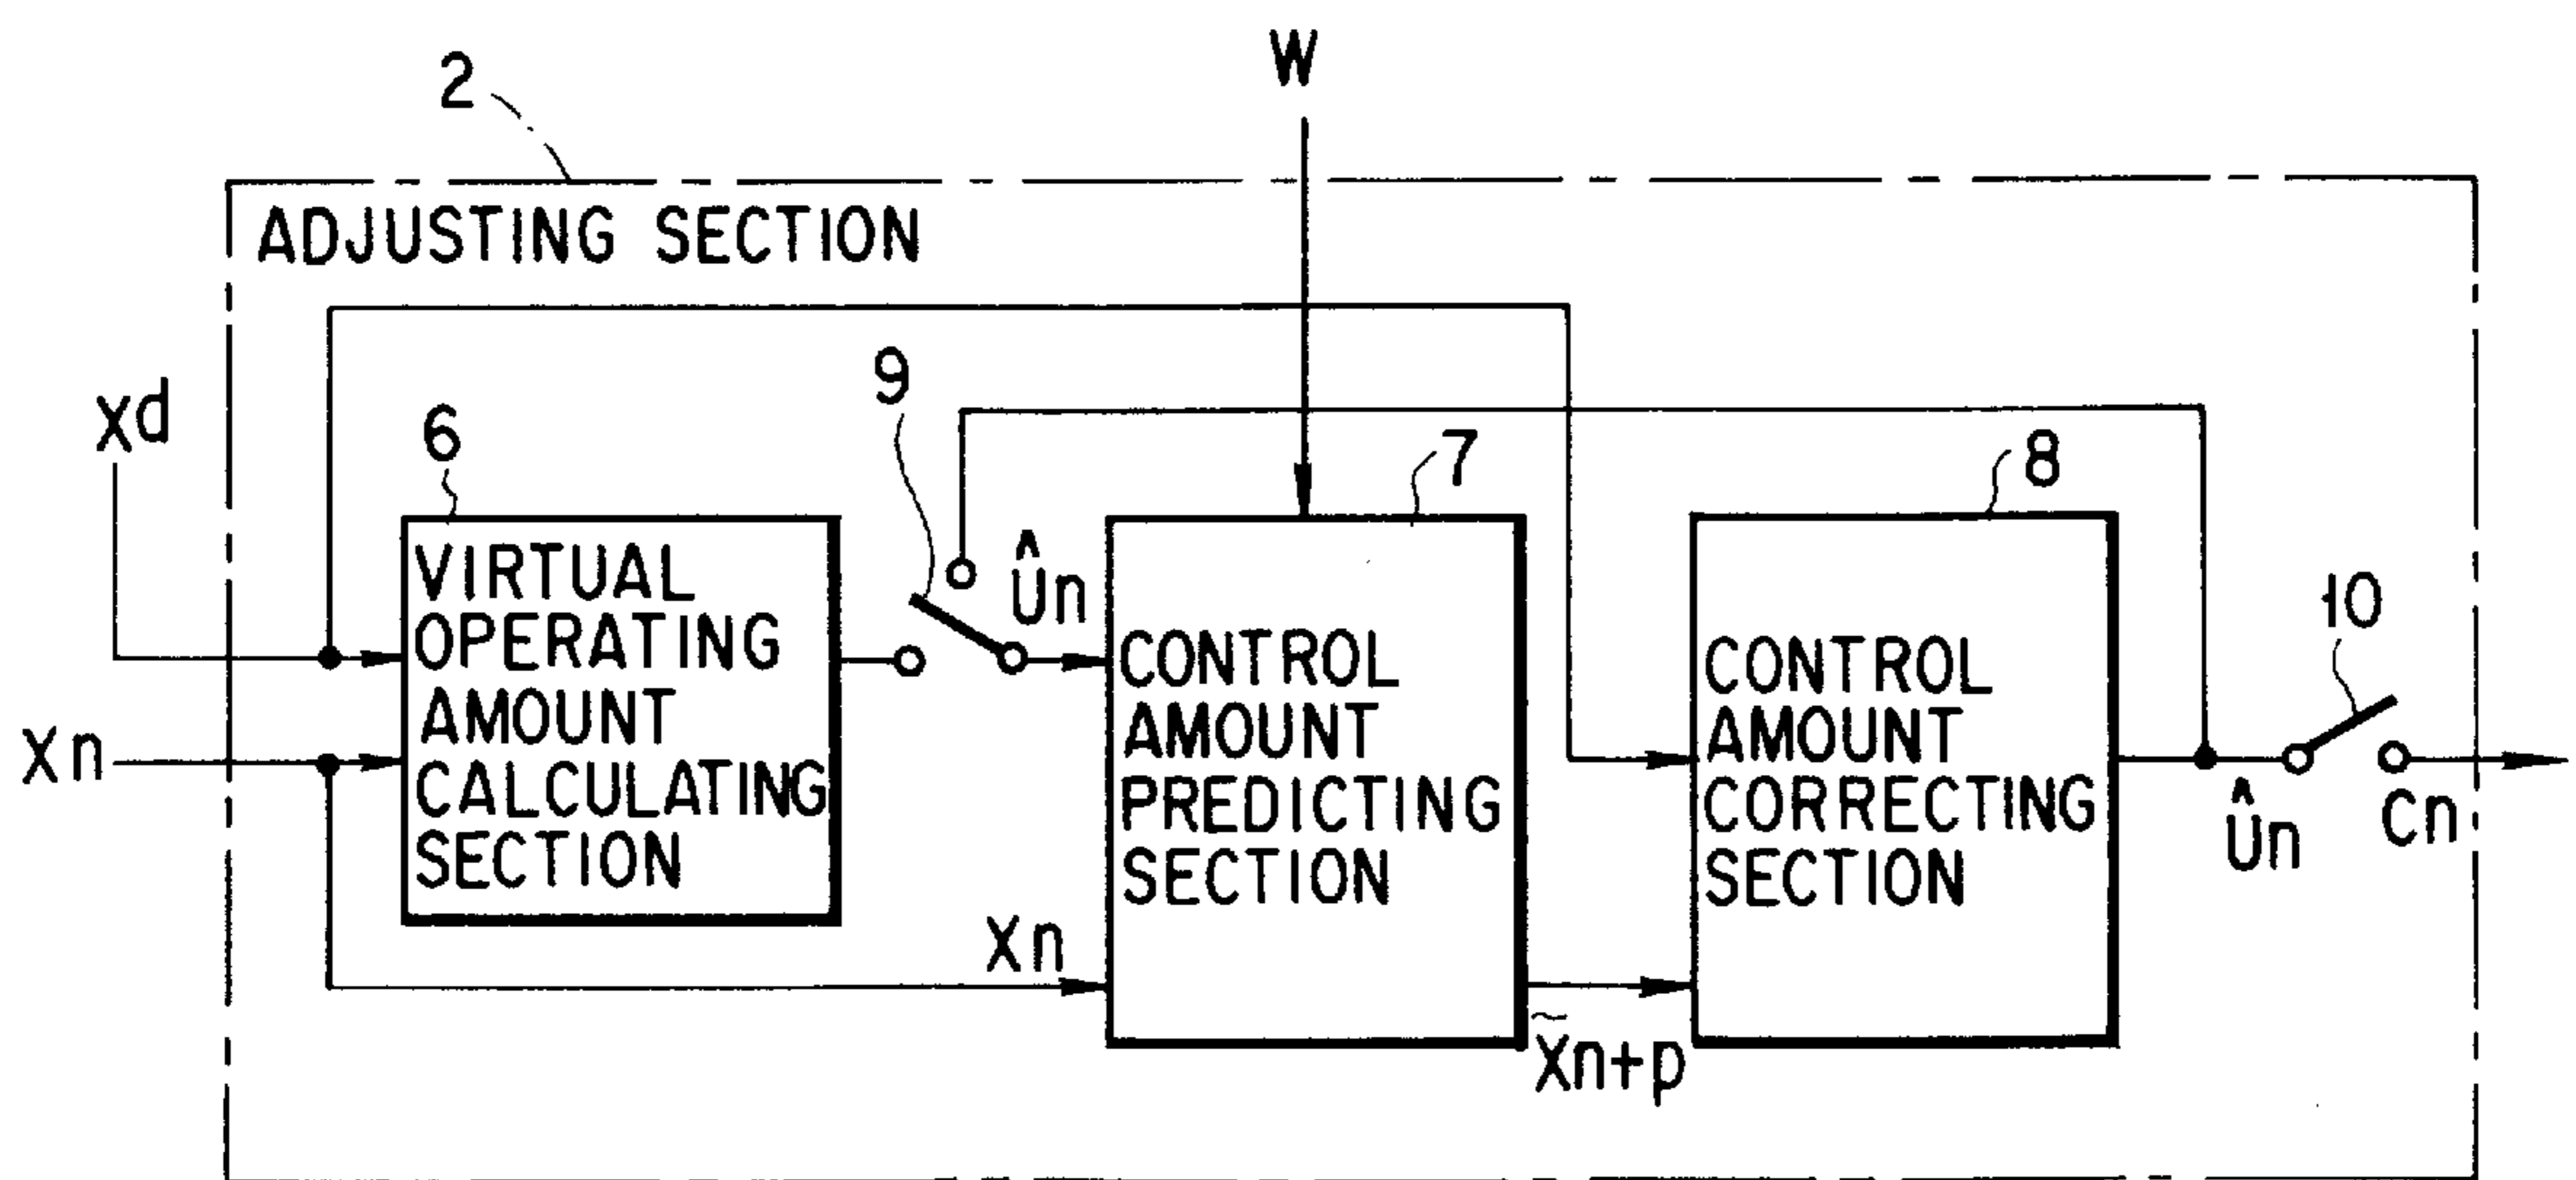 W
2
ADJUSTING SECTION
xd
6
9
7
8
10
Xn
VIRTUAL
OPERATING
AMOUNT
CALCULATING
SECTION
Ûn
CONTROL
AMOUNT
PREDICTING
SECTION
CONTROL
AMOUNT
CORRECTING
SECTION
Ûn
Cn
Xn
X̃n+p